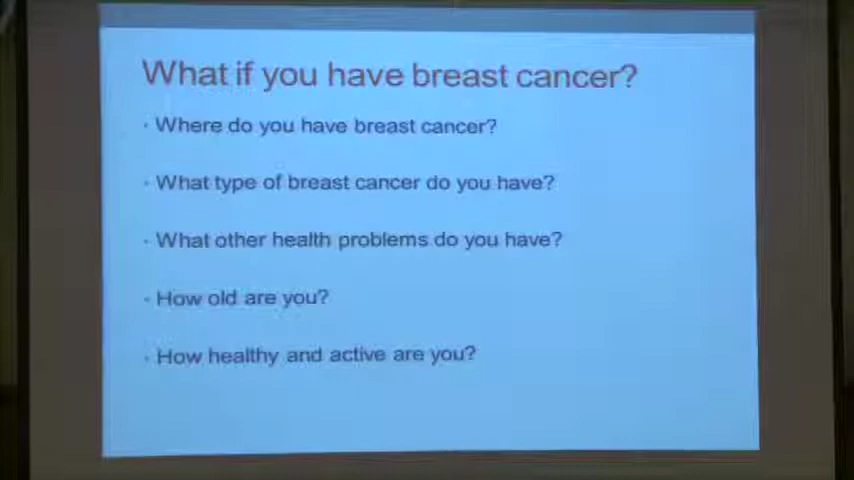 What if you have breast cancer?
· Where do you have breast cancer?
· What type of breast cancer do you have?
· What other health problems do you have?
· How old are you?
· How healthy and active are you?